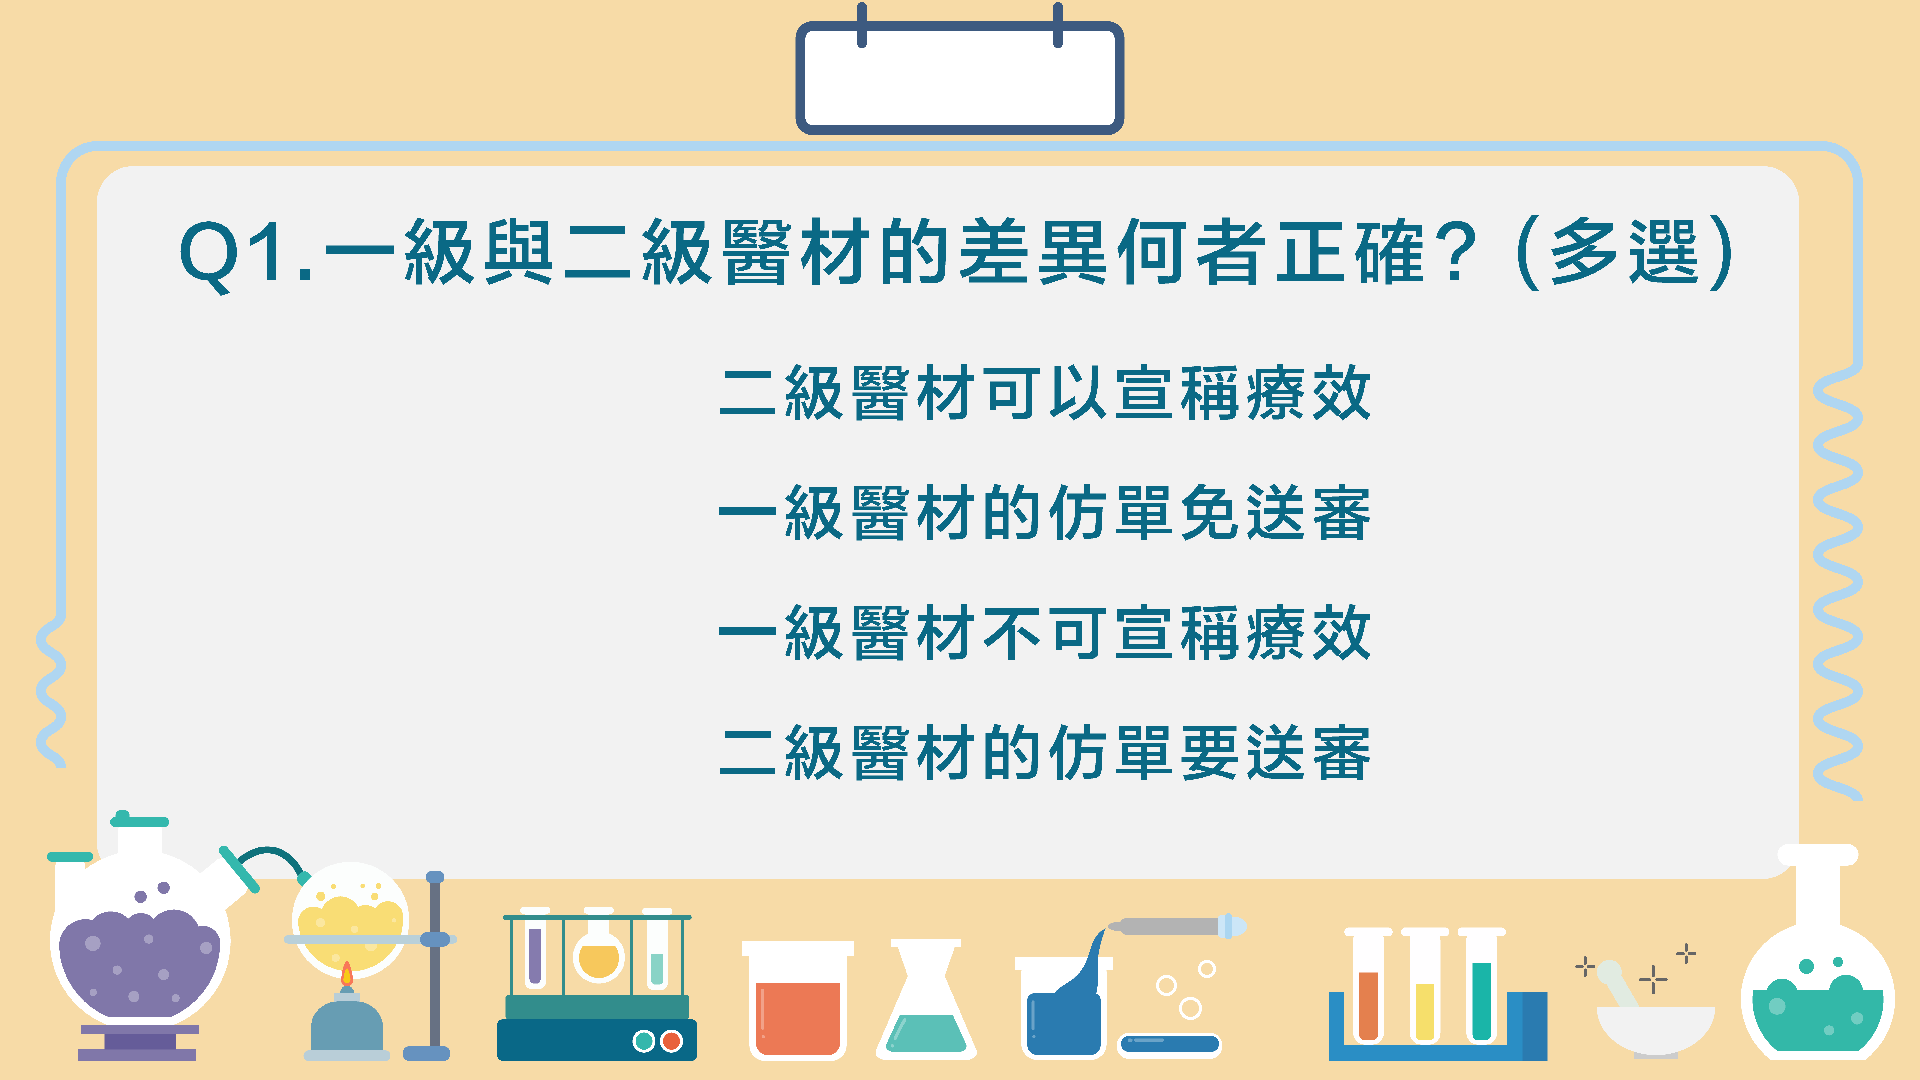 Q1.一級與二級醫材的差異何者正確？（多選）
二級醫材可以宣稱療效
一級醫材的仿單免送審
一級醫材不可宣稱療效
二級醫材的仿單要送審